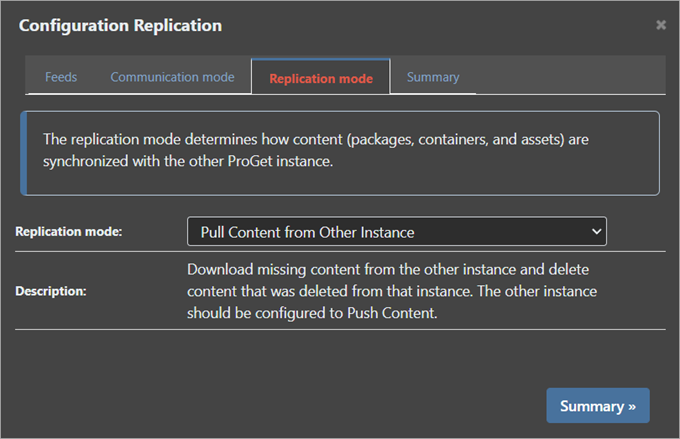 Configuration Replication
Feeds Communication mode Replication mode Summary
The replication mode determines how content (packages, containers, and assets) are
synchronized with the other ProGet instance.
Replication mode: Pull Content from Other Instance
Download missing content from the other instance and delete
Description: content that was deleted from that instance. The other instance
should be configured to Push Content.
Summary »